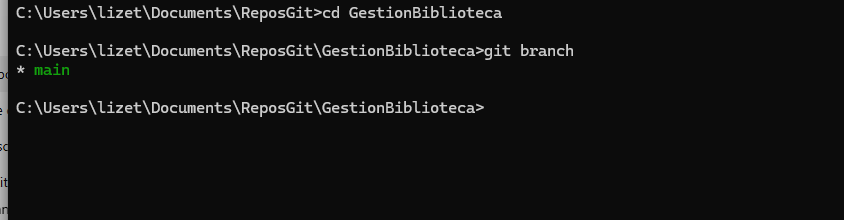 C:\Users\lizet\Documents\ReposGit>cd GestionBiblioteca
C:\Users\lizet\Documents\ReposGit\GestionBiblioteca>git branch
* main
C:\Users\lizet\Documents\ReposGit\GestionBiblioteca>